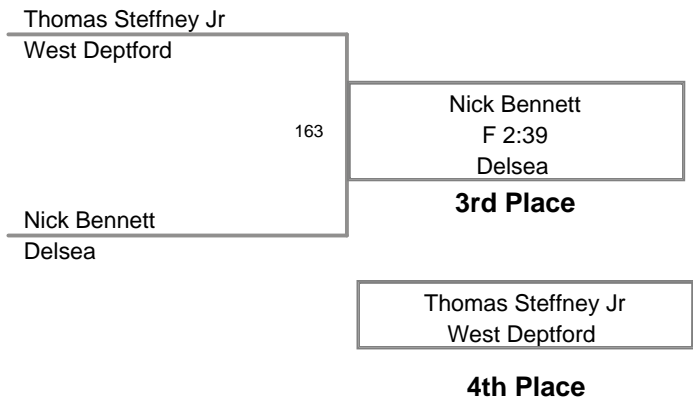 Thomas Steffney Jr
West Deptford
163
Nick Bennett
F 2:39
Delsea
3rd Place
Nick Bennett
Delsea
Thomas Steffney Jr
West Deptford
4th Place